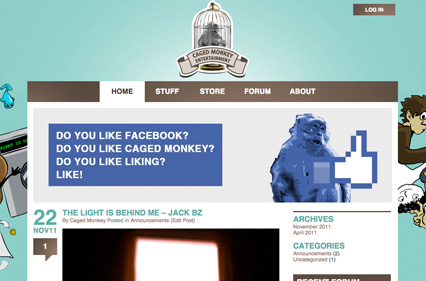 LOG IN
CAGED MONKEY
ENTERTAINMENT
HOME STUFF STORE FORUM ABOUT
DO YOU LIKE FACEBOOK?
DO YOU LIKE CAGED MONKEY?
DO YOU LIKE LIKING?
LIKE!
22
NOV11
1
THE LIGHT IS BEHIND ME – JACK BZ
By Caged Monkey Posted in Announcements (Edit Post)
ARCHIVES
November 2011
April 2011
CATEGORIES
Announcements (2)
Uncategorized (1)
RECENT FORUM